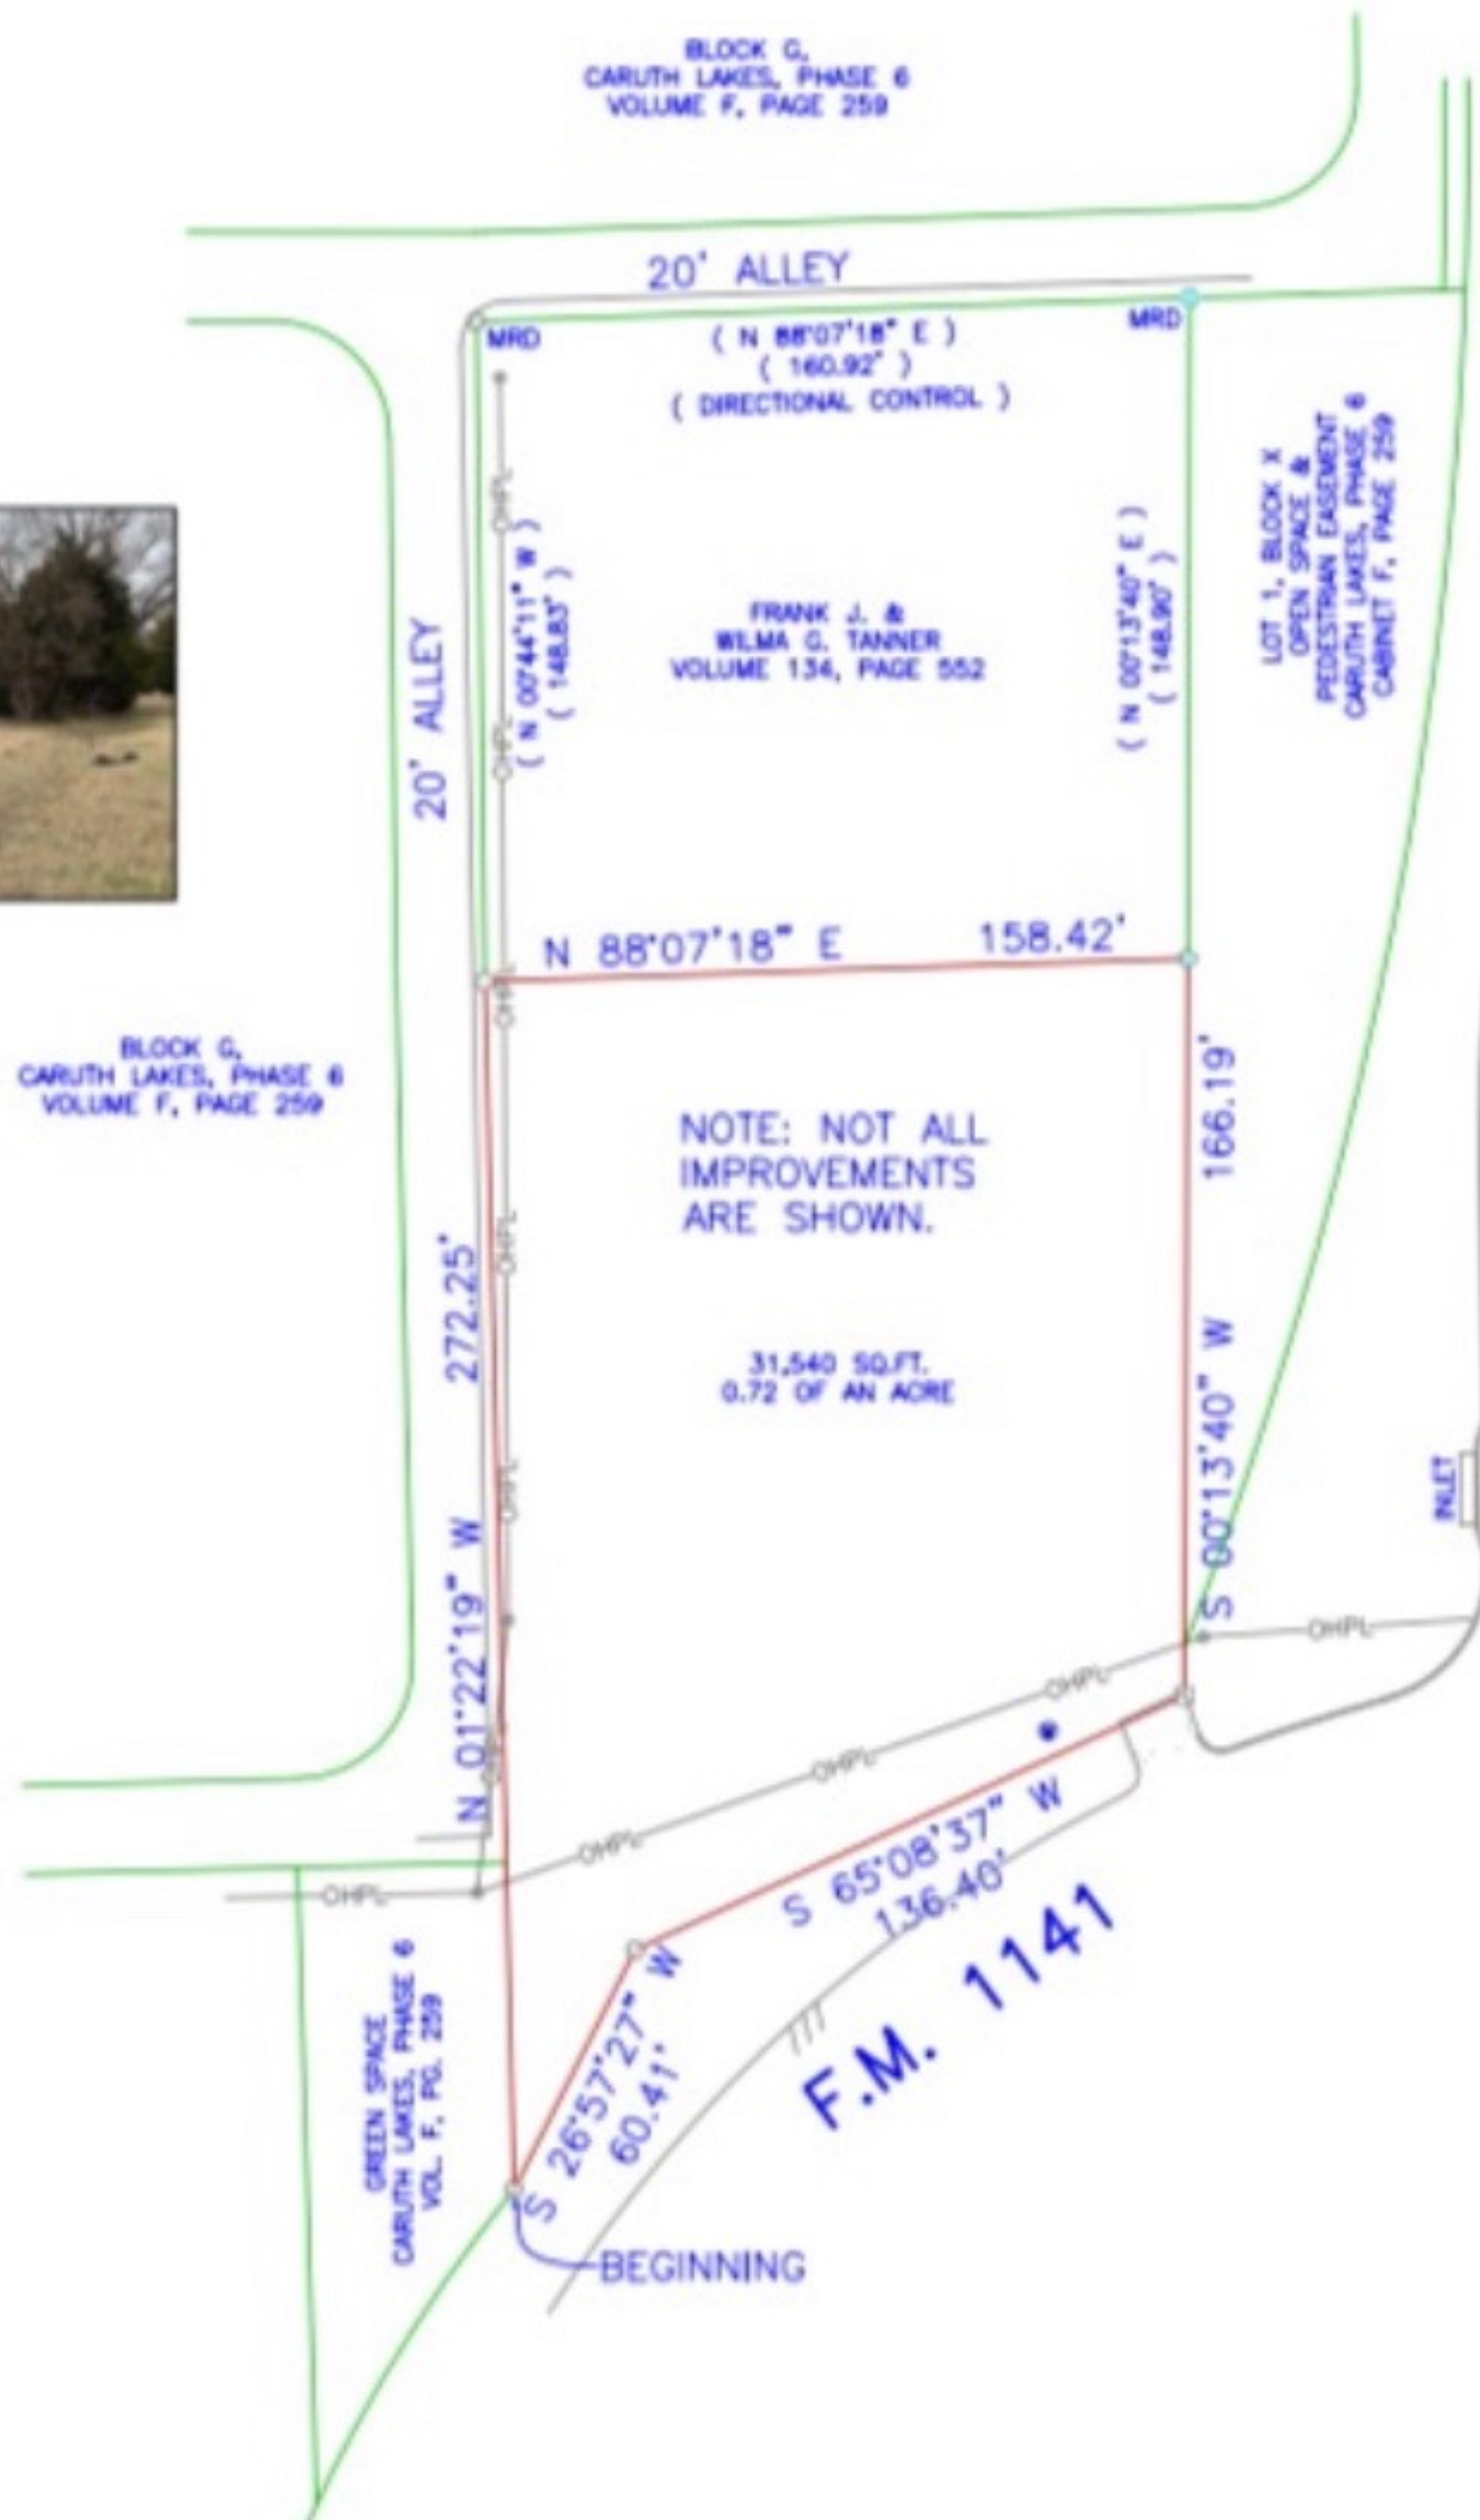 BLOCK G,
CARUTH LAKES, PHASE 6
VOLUME F, PAGE 259
20' ALLEY
MRD
( N 88°07'18" E )
( 160.92' )
( DIRECTIONAL CONTROL )
MRD
OHPL
( N 00°44'11" W )
( 148.83' )
FRANK J. &
WILMA G. TANNER
VOLUME 134, PAGE 552
( N 00°13'40" E )
( 148.90' )
LOT 1, BLOCK X
OPEN SPACE &
PEDESTRIAN EASEMENT
CARUTH LAKES, PHASE 6
CABINET F, PAGE 259
20' ALLEY
OHPL
N 88°07'18" E 158.42'
OHPL
BLOCK G,
CARUTH LAKES, PHASE 6
VOLUME F, PAGE 259
NOTE: NOT ALL
IMPROVEMENTS
ARE SHOWN.
166.19'
S 00°13'40" W
OHPL
272.25'
N 01°22'19" W
31,540 SQ.FT.
0.72 OF AN ACRE
OHPL
INLET
OHPL
OHPL
OHPL
OHPL
OHPL
S 65°08'37" W
136.40'
F.M. 1141
GREEN SPACE
CARUTH LAKES, PHASE 6
VOL. F, PG. 259
S 26°57'27" W
60.41'
BEGINNING